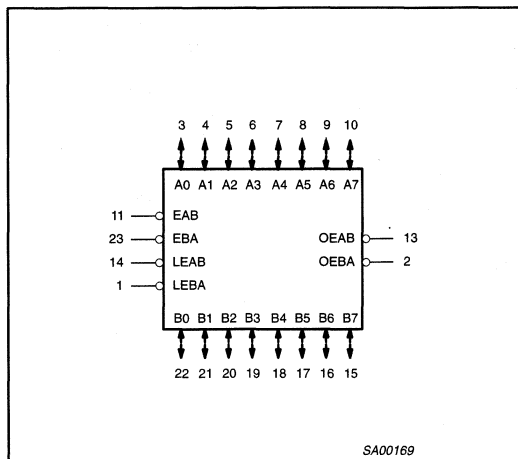 3 4 5 6 7 8 9 10
A0 A1 A2 A3 A4 A5 A6 A7
11 EAB
23 EBA OEAB 13
14 LEAB OEBA 2
1 LEBA
B0 B1 B2 B3 B4 B5 B6 B7
22 21 20 19 18 17 16 15
SA00169